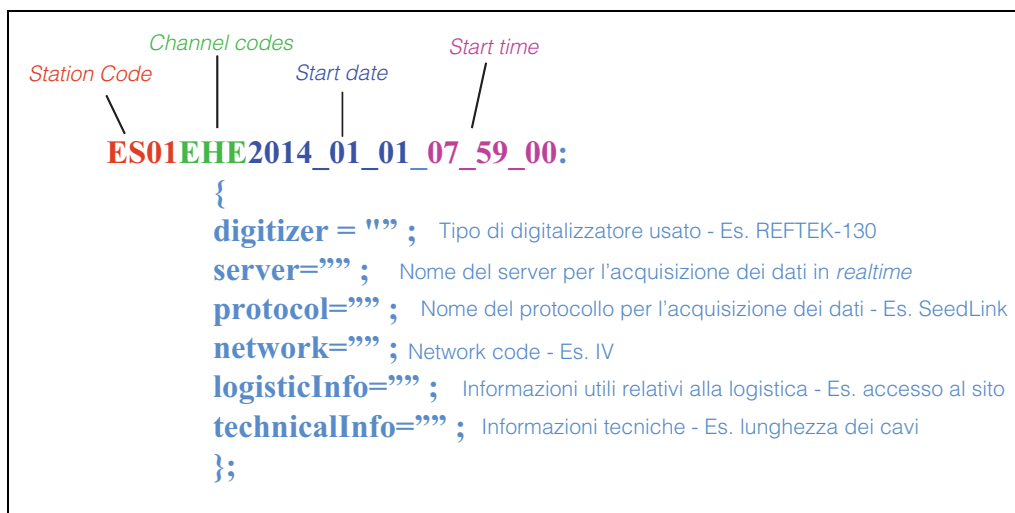 Channel codes
Start time
Station Code
Start date
ES01EHE2014_01_01_07_59_00:
{
digitizer = "” ; Tipo di digitalizzatore usato - Es. REFTEK-130
server=”” ; Nome del server per l’acquisizione dei dati in realtime
protocol=”” ; Nome del protocollo per l’acquisizione dei dati - Es. SeedLink
network=”” ; Network code - Es. IV
logisticInfo=”” ; Informazioni utili relativi alla logistica - Es. accesso al sito
technicalInfo=”” ; Informazioni tecniche - Es. lunghezza dei cavi
};